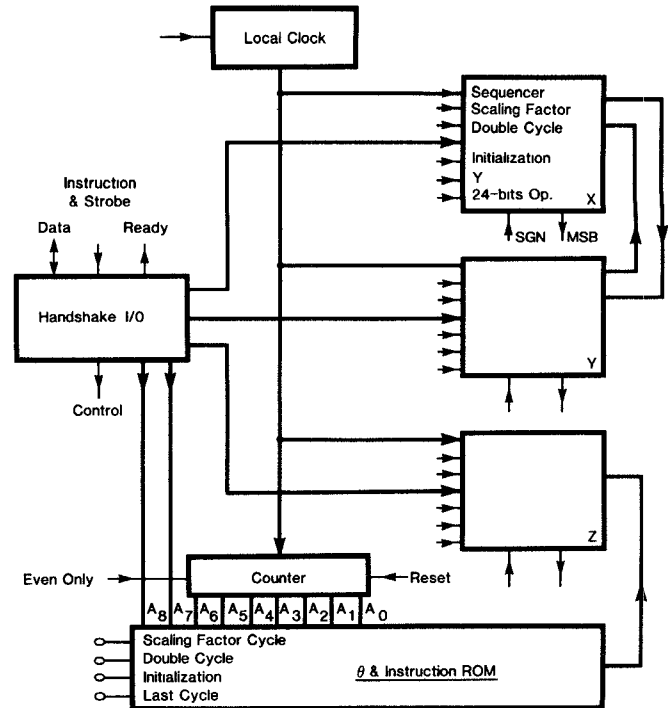 Local Clock
Sequencer
Scaling Factor
Double Cycle
Initialization
Y
24-bits Op.
X
SGN
MSB
Instruction
& Strobe
Data
Ready
Handshake I/O
Control
Y
Z
Even Only
Counter
Reset
A8 A7 A6 A5 A4 A3 A2 A1 A0
Scaling Factor Cycle
Double Cycle
Initialization
Last Cycle
θ & Instruction ROM